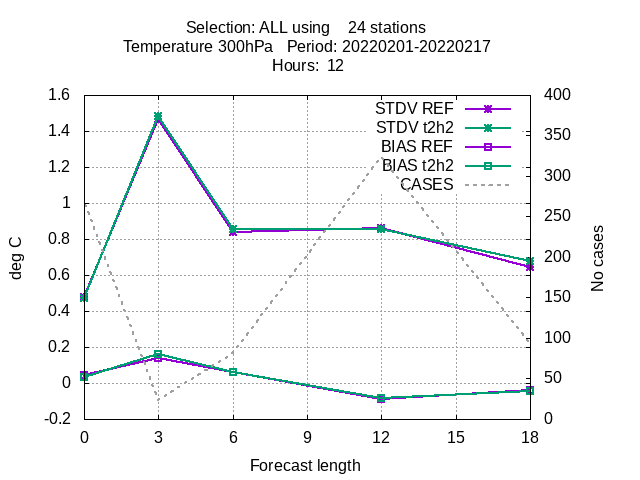 Selection: ALL using    24 stations
Temperature 300hPa   Period: 20220201-20220217
Hours:  12
1.6
1.4
1.2
1
0.8
0.6
0.4
0.2
0
-0.2
deg C
STDV REF
STDV t2h2
BIAS REF
BIAS t2h2
CASES
400
350
300
250
200
150
100
50
0
No cases
0 3 6 9 12 15 18
Forecast length